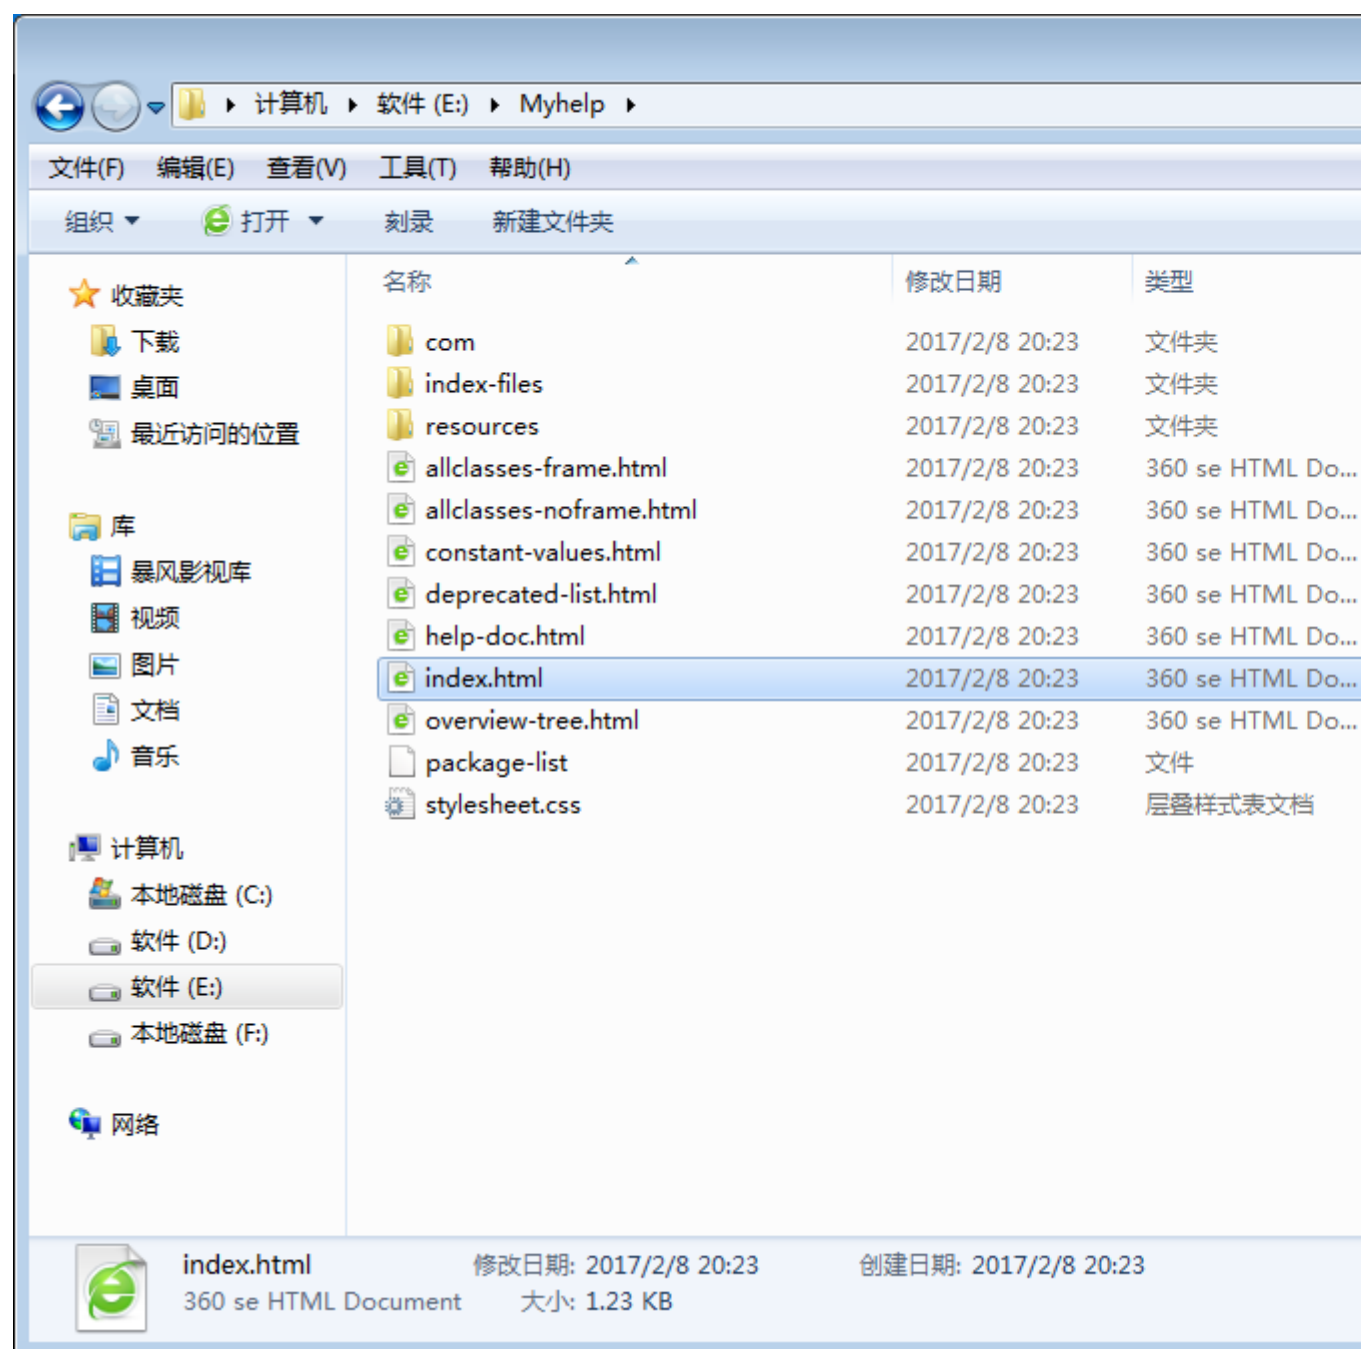 计算机 软件 (E:) Myhelp
文件(F) 编辑(E) 查看(V) 工具(T) 帮助(H)
组织 打开 刻录 新建文件夹
收藏夹
下载
桌面
最近访问的位置
库
暴风影视库
视频
图片
文档
音乐
计算机
本地磁盘 (C:)
软件 (D:)
软件 (E:)
本地磁盘 (F:)
网络
名称 修改日期 类型
com 2017/2/8 20:23 文件夹
index-files 2017/2/8 20:23 文件夹
resources 2017/2/8 20:23 文件夹
allclasses-frame.html 2017/2/8 20:23 360 se HTML Do...
allclasses-noframe.html 2017/2/8 20:23 360 se HTML Do...
constant-values.html 2017/2/8 20:23 360 se HTML Do...
deprecated-list.html 2017/2/8 20:23 360 se HTML Do...
help-doc.html 2017/2/8 20:23 360 se HTML Do...
index.html 2017/2/8 20:23 360 se HTML Do...
overview-tree.html 2017/2/8 20:23 360 se HTML Do...
package-list 2017/2/8 20:23 文件
stylesheet.css 2017/2/8 20:23 层叠样式表文档
index.html 修改日期: 2017/2/8 20:23 创建日期: 2017/2/8 20:23
360 se HTML Document 大小: 1.23 KB